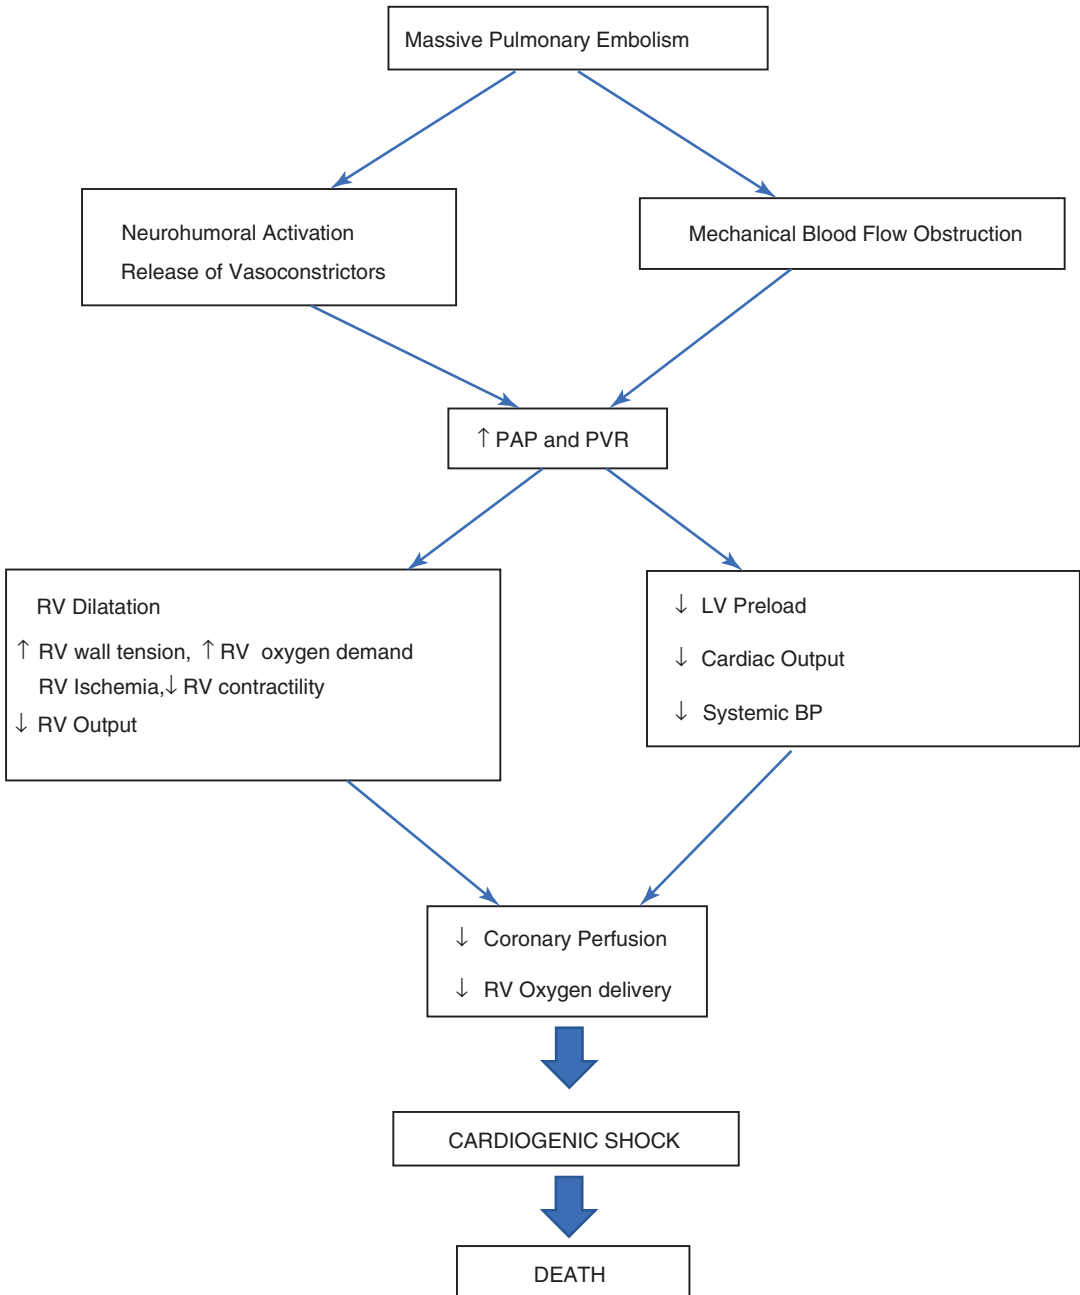 Massive Pulmonary Embolism
Neurohumoral Activation
Release of Vasoconstrictors
Mechanical Blood Flow Obstruction
↑ PAP and PVR
RV Dilatation
↑ RV wall tension, ↑ RV oxygen demand
RV Ischemia,↓ RV contractility
↓ RV Output
↓ LV Preload
↓ Cardiac Output
↓ Systemic BP
↓ Coronary Perfusion
↓ RV Oxygen delivery
CARDIOGENIC SHOCK
DEATH